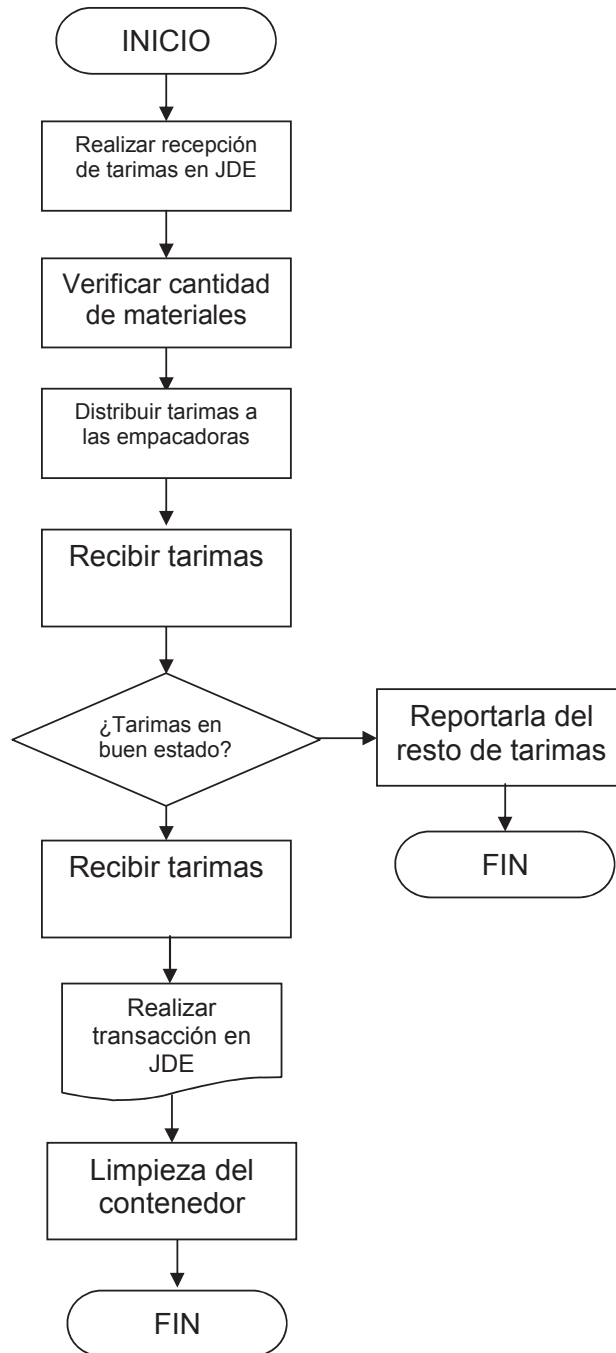 INICIO
Realizar recepción
de tarimas en JDE
Verificar cantidad
de materiales
Distribuir tarimas a
las empacadoras
Recibir tarimas
¿Tarimas en
buen estado?
Reportarla del
resto de tarimas
FIN
Recibir tarimas
Realizar
transacción en
JDE
Limpieza del
contenedor
FIN